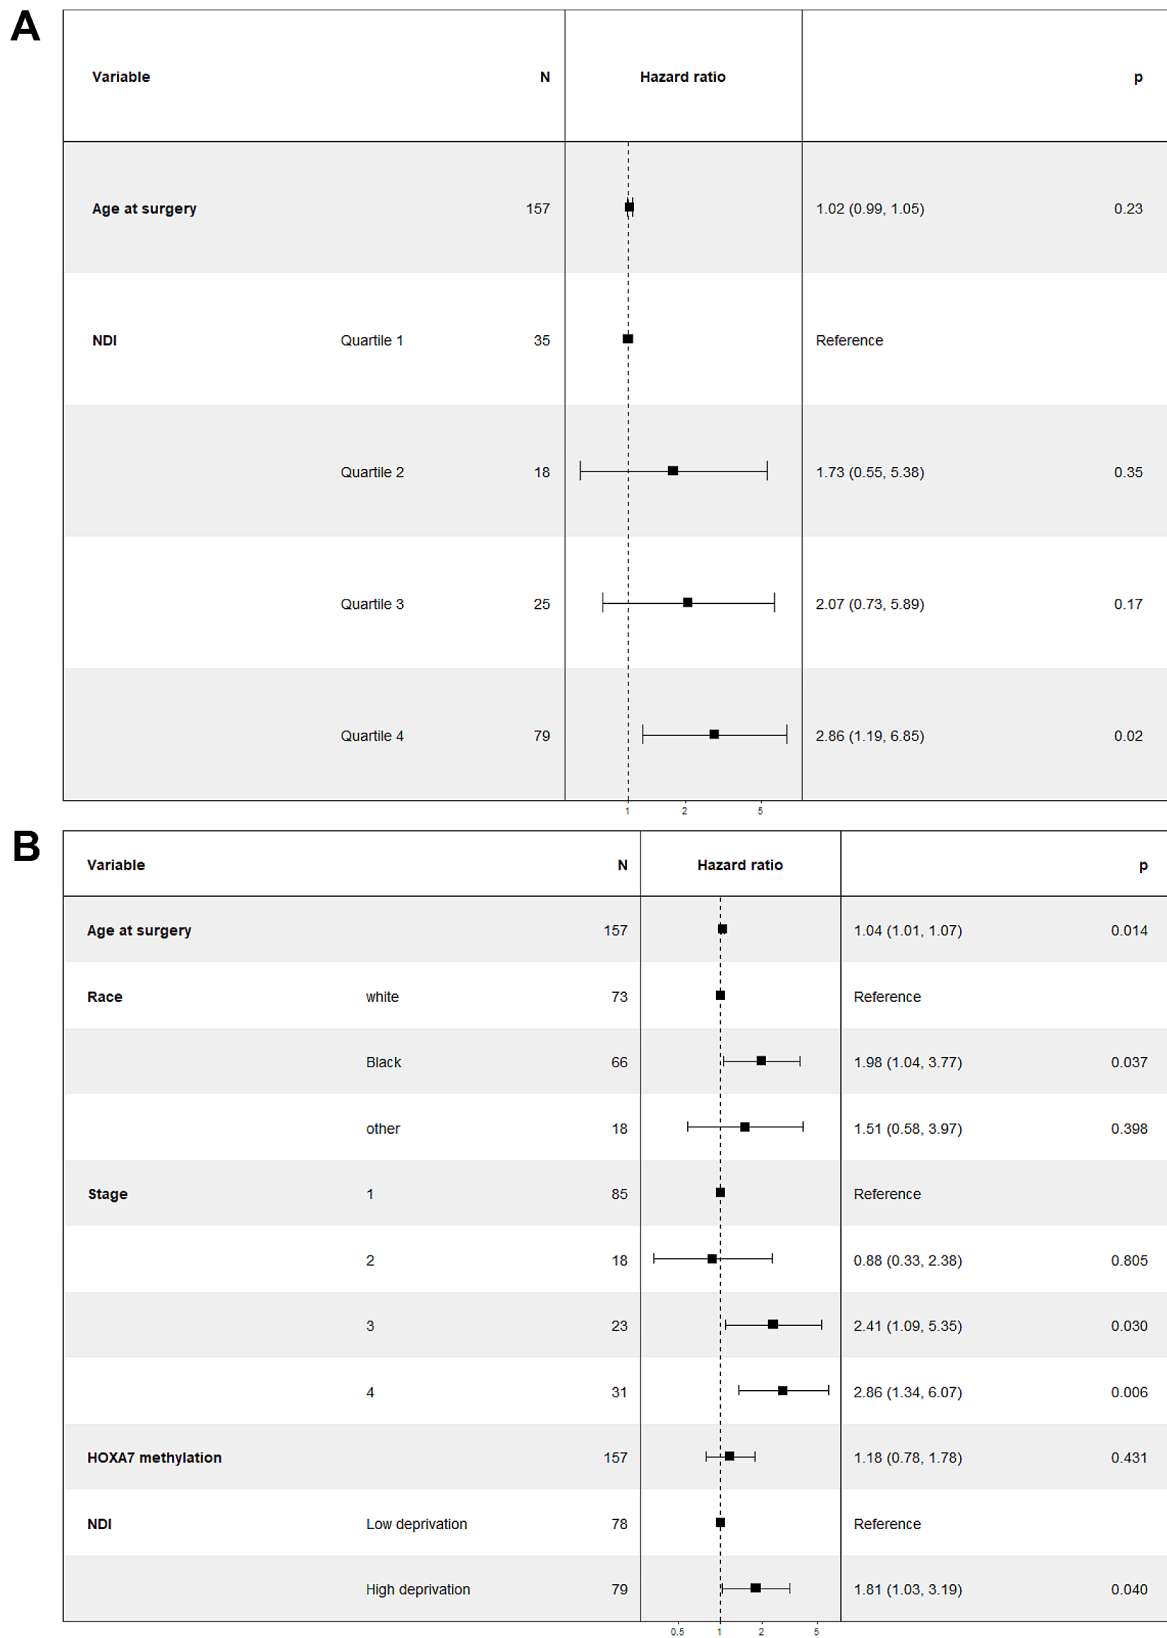 A
Variable N Hazard ratio p
Age at surgery 157 1.02 (0.99, 1.05) 0.23
NDI Quartile 1 35 Reference
Quartile 2 18 1.73 (0.55, 5.38) 0.35
Quartile 3 25 2.07 (0.73, 5.89) 0.17
Quartile 4 79 2.86 (1.19, 6.85) 0.02
1 2 5
B
Variable N Hazard ratio p
Age at surgery 157 1.04 (1.01, 1.07) 0.014
Race white 73 Reference
Black 66 1.98 (1.04, 3.77) 0.037
other 18 1.51 (0.58, 3.97) 0.398
Stage 1 85 Reference
2 18 0.88 (0.33, 2.38) 0.805
3 23 2.41 (1.09, 5.35) 0.030
4 31 2.86 (1.34, 6.07) 0.006
HOXA7 methylation 157 1.18 (0.78, 1.78) 0.431
NDI Low deprivation 78 Reference
High deprivation 79 1.81 (1.03, 3.19) 0.040
0.5 1 2 5